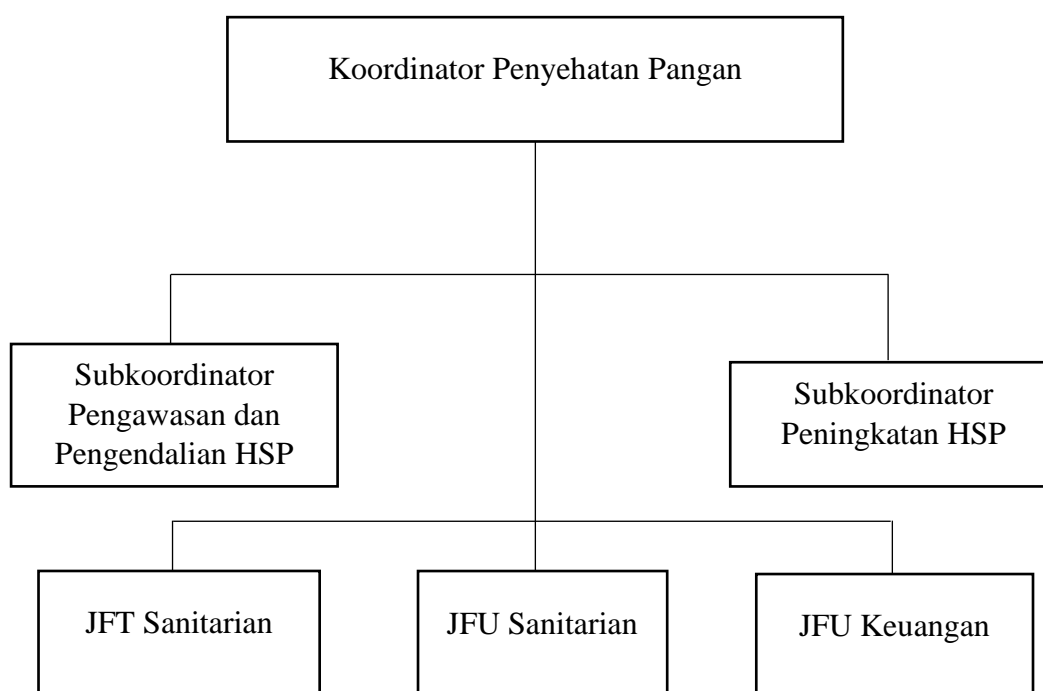 Koordinator Penyehatan Pangan
Subkoordinator
Pengawasan dan
Pengendalian HSP
Subkoordinator
Peningkatan HSP
JFT Sanitarian
JFU Sanitarian
JFU Keuangan